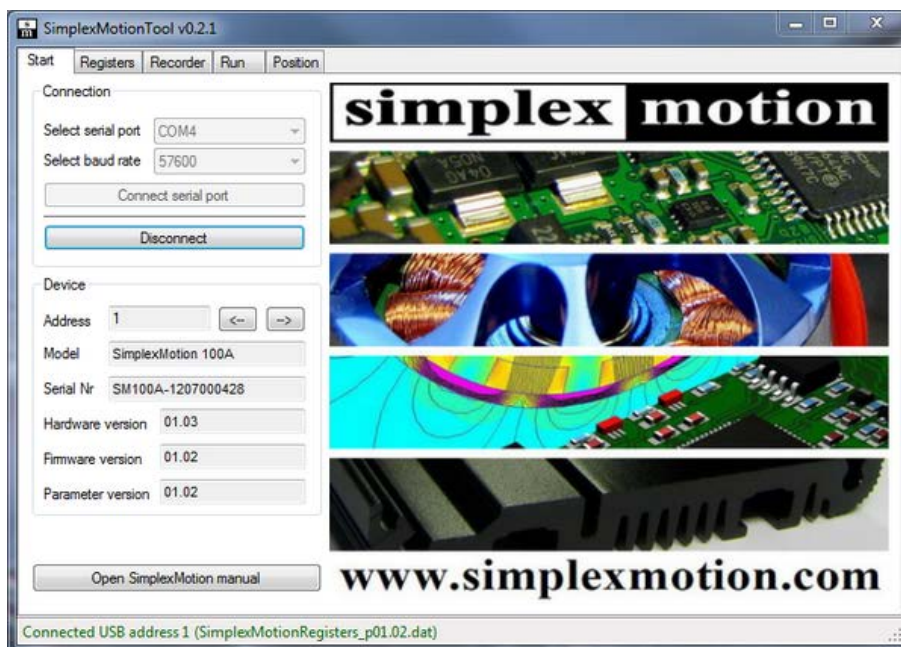 SimplexMotionTool v0.2.1
Start Registers Recorder Run Position
Connection
Select serial port COM4
Select baud rate 57600
Connect serial port
Disconnect
Device
Address 1 <-- -->
Model SimplexMotion 100A
Serial Nr SM100A-1207000428
Hardware version 01.03
Firmware version 01.02
Parameter version 01.02
Open SimplexMotion manual
simplex motion
www.simplexmotion.com
Connected USB address 1 (SimplexMotionRegisters_p01.02.dat)